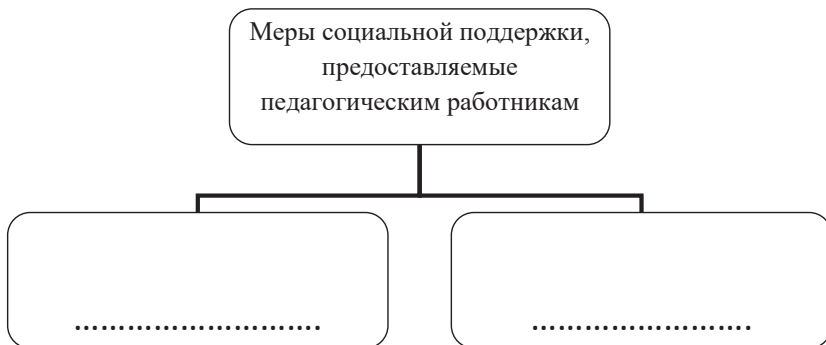 Меры социальной поддержки,
предоставляемые
педагогическим работникам
................................
................................